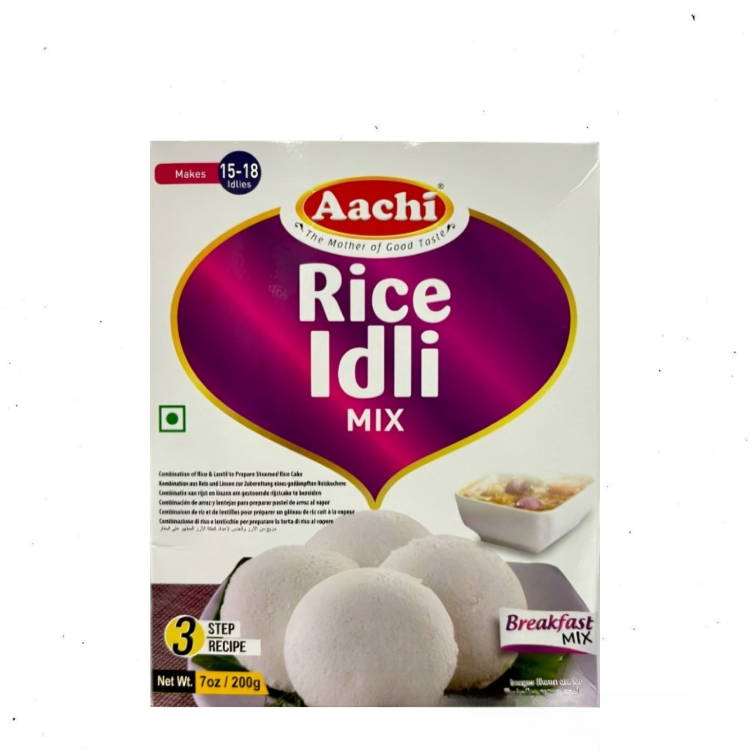 Makes 15-18
Idlies
Aachi®
The Mother of Good Taste
Rice
Idli
MIX
Combination of Rice & Lentil to Prepare Steamed Rice Cake
Kombination aus Reis und Linsen zur Zubereitung eines gedämpften Reiskuchens
Combinatie van rijst en linzen om gestoomde rijstcake te bereiden
Combinación de arroz y lentejas para preparar pastel de arroz al vapor
Combinaison de riz et de lentilles pour préparer un gâteau de riz cuit à la vapeur
Combinazione di riso e lenticchie per preparare la torta di riso al vapore
3 STEP
RECIPE
Breakfast
MIX
Net Wt. 7oz / 200g
Images Shown are for